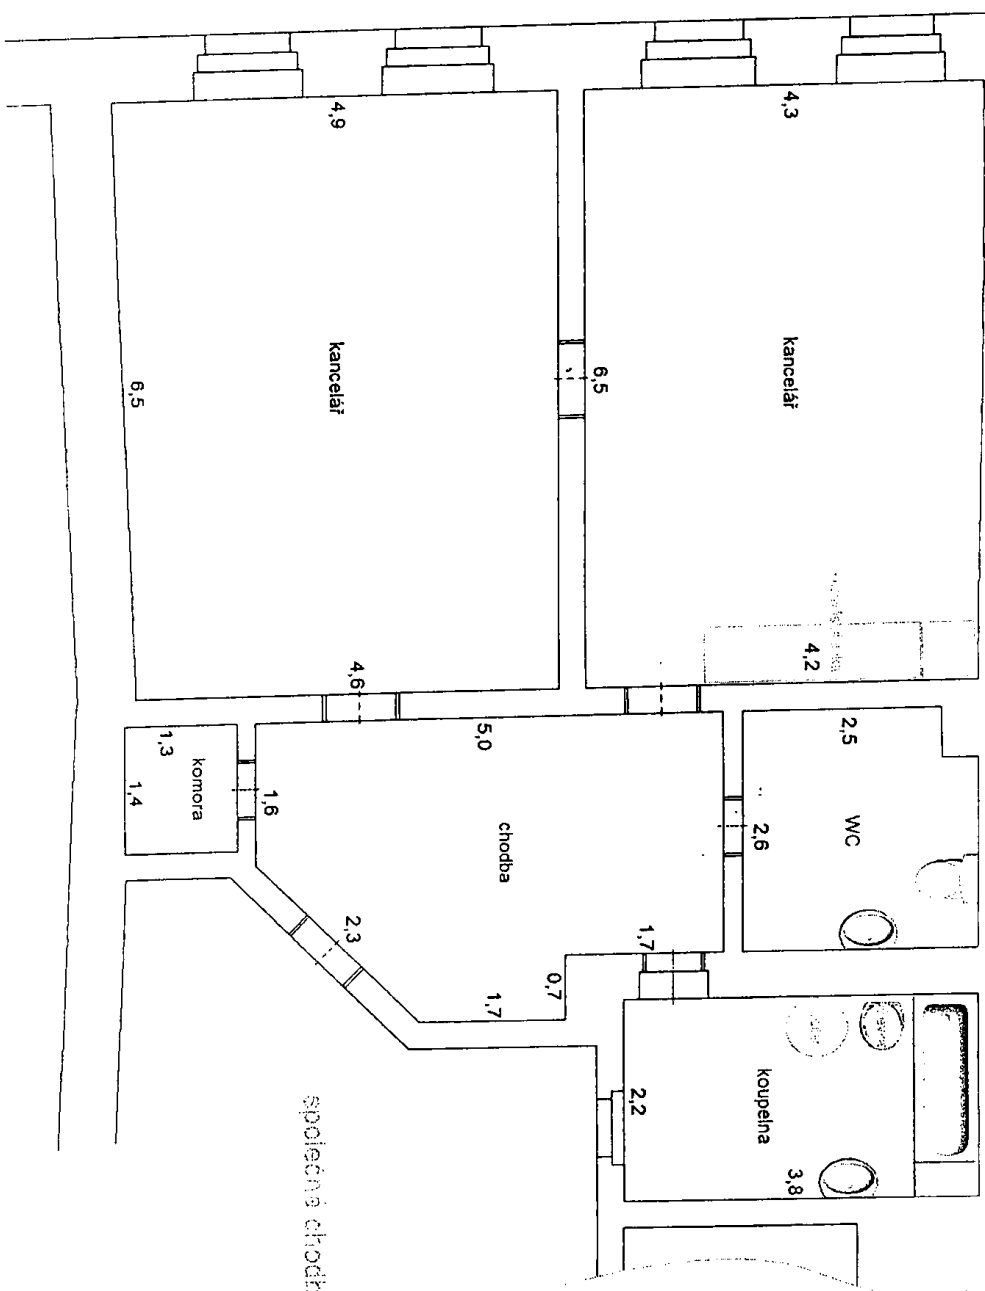 4,9
4,3
kancelář
kancelář
6,5
6,5
4,6
4,2
5,0
2,5
1,3
komora
1,4
1,6
chodba
2,6
WC
2,3
1,7
0,7
1,7
koupelna
2,2
3,8
společná chodb